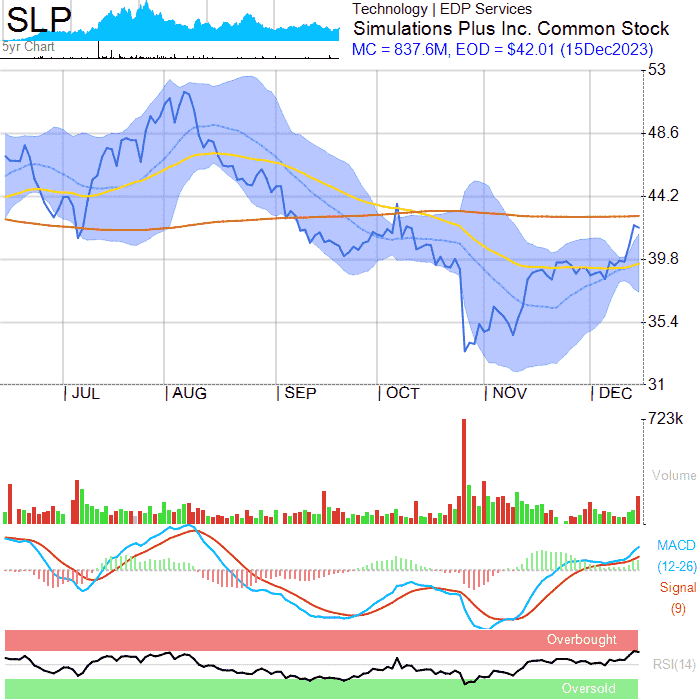 SLP
5yr Chart
Technology | EDP Services
Simulations Plus Inc. Common Stock
MC = 837.6M, EOD = $42.01 (15Dec2023)
53
48.6
44.2
39.8
35.4
31
| JUL | AUG | SEP | OCT | NOV | DEC
723k
Volume
MACD
(12-26)
Signal
(9)
Overbought
RSI(14)
Oversold